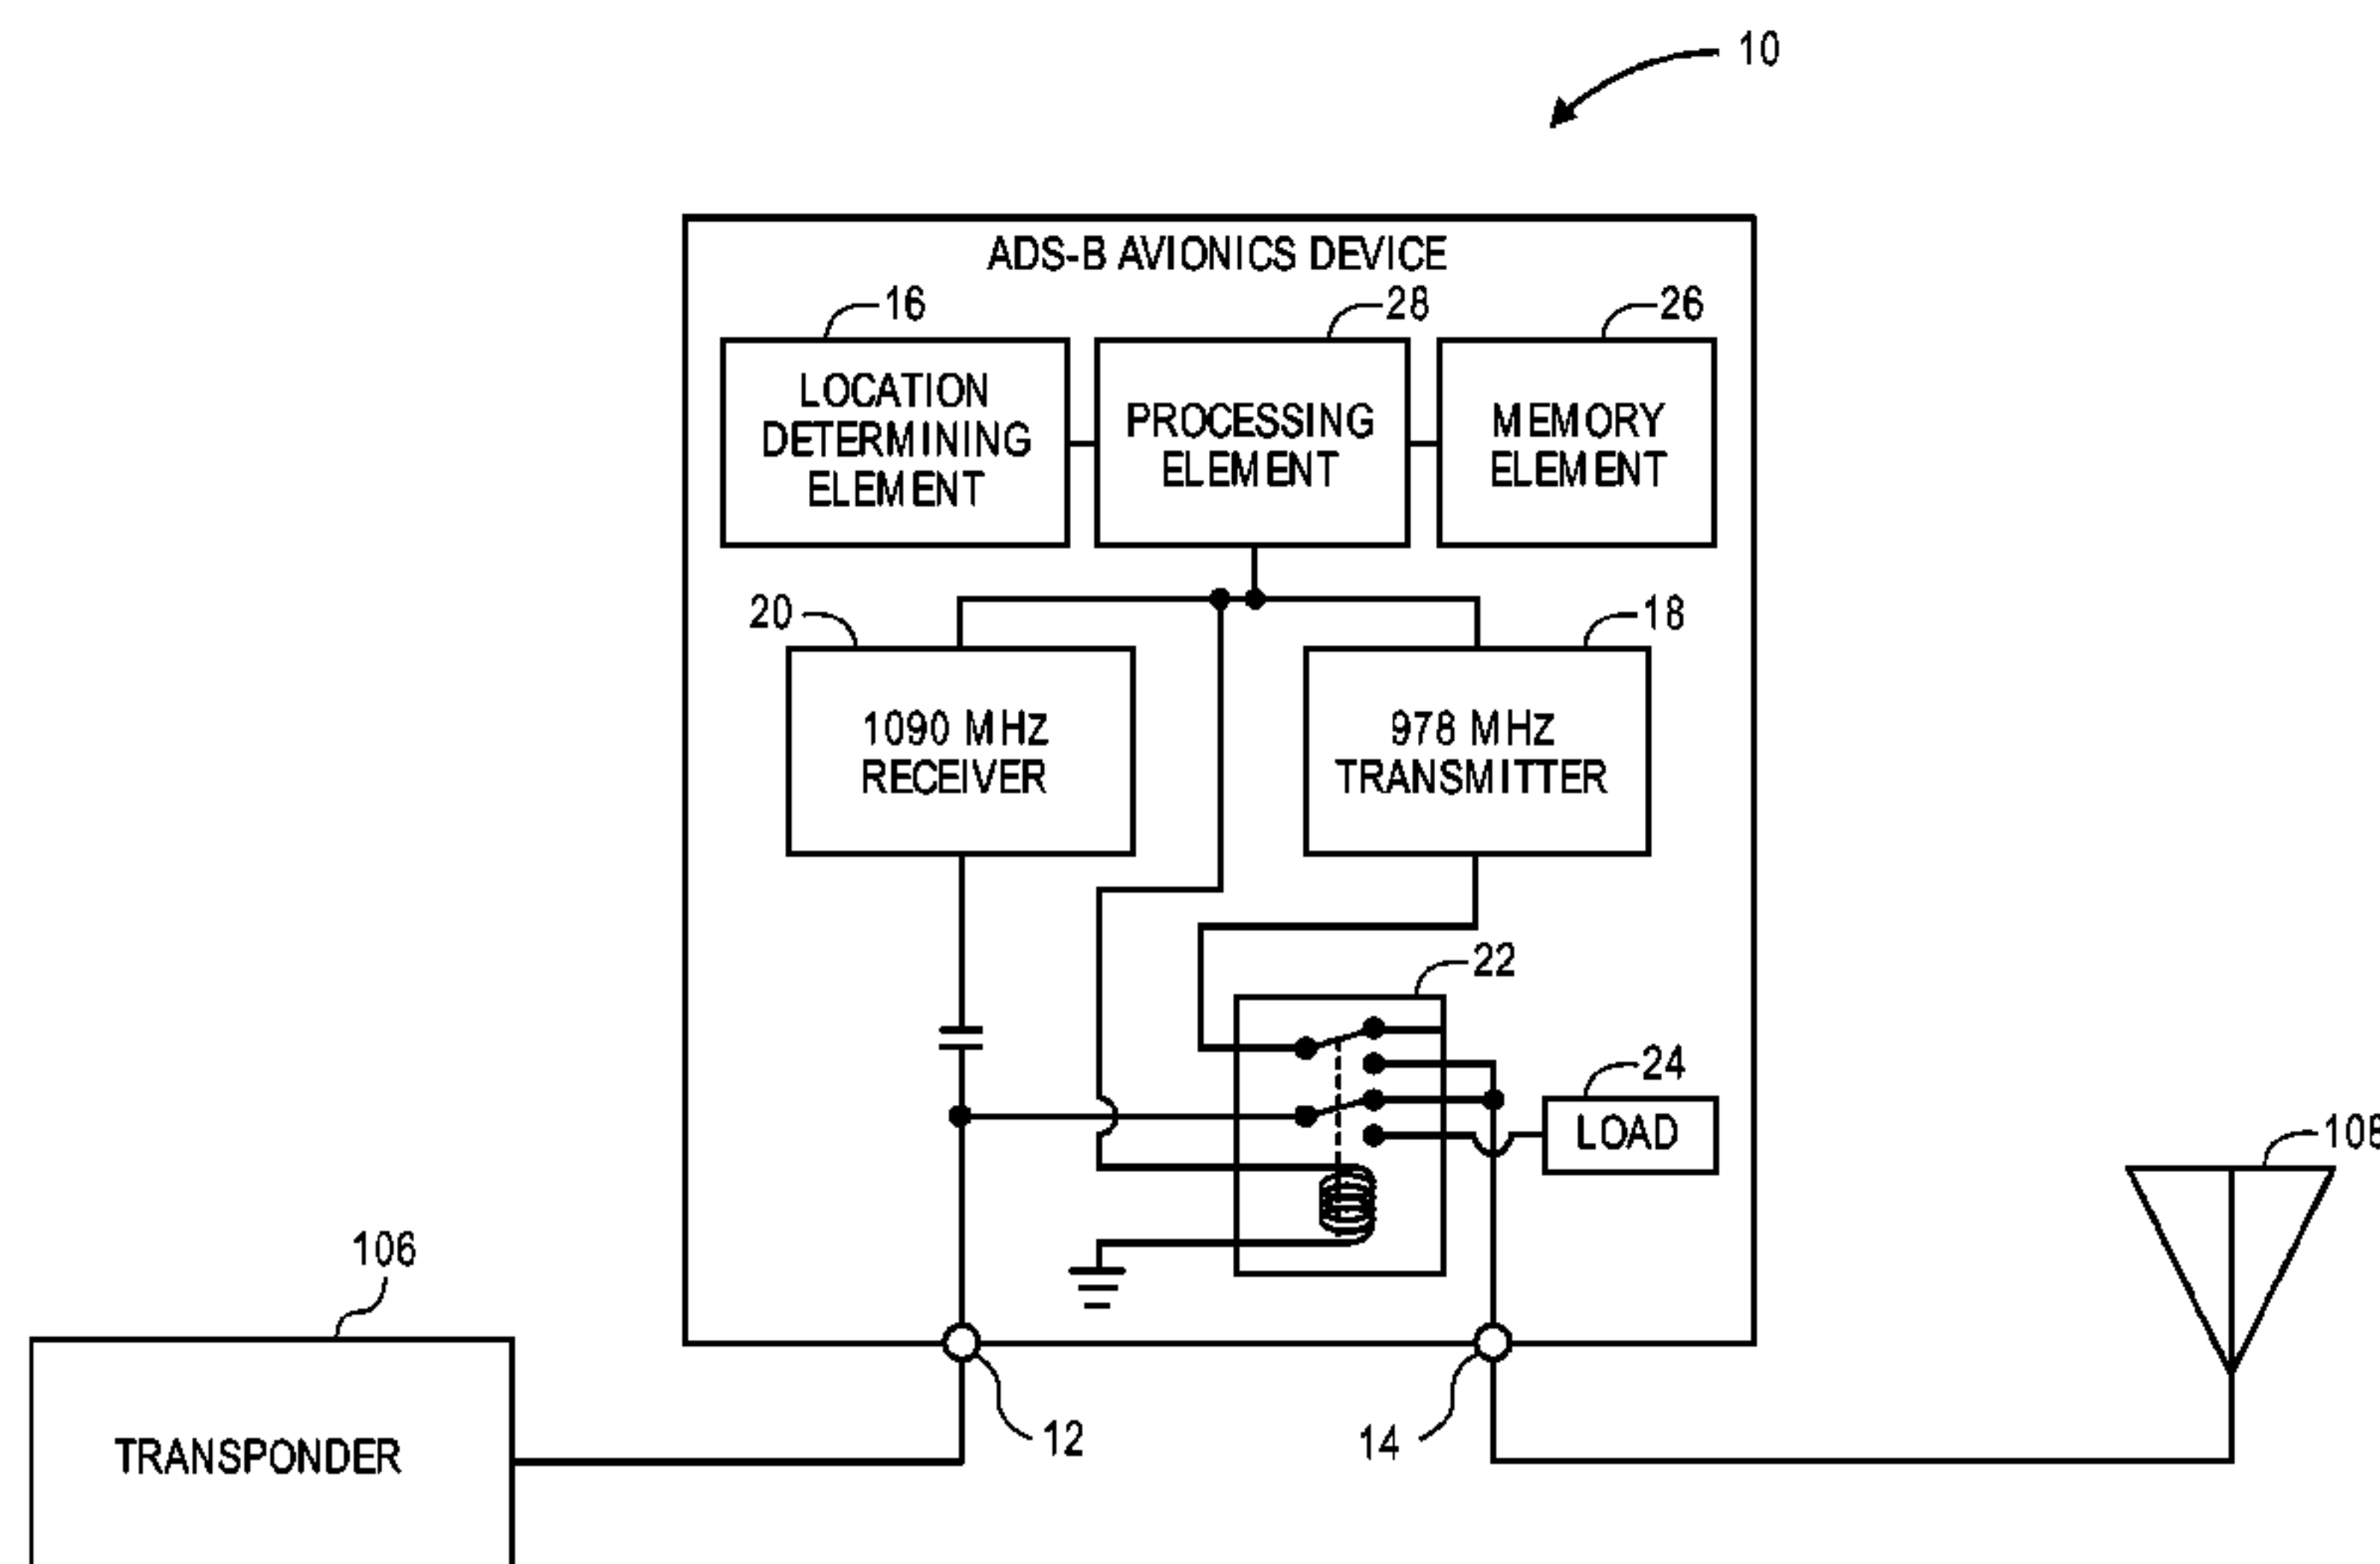 10
ADS-B AVIONICS DEVICE
16
28
26
LOCATION
DETERMINING
ELEMENT
PROCESSING
ELEMENT
MEMORY
ELEMENT
20
18
1090 MHZ
RECEIVER
978 MHZ
TRANSMITTER
22
24
LOAD
108
106
TRANSPONDER
12
14